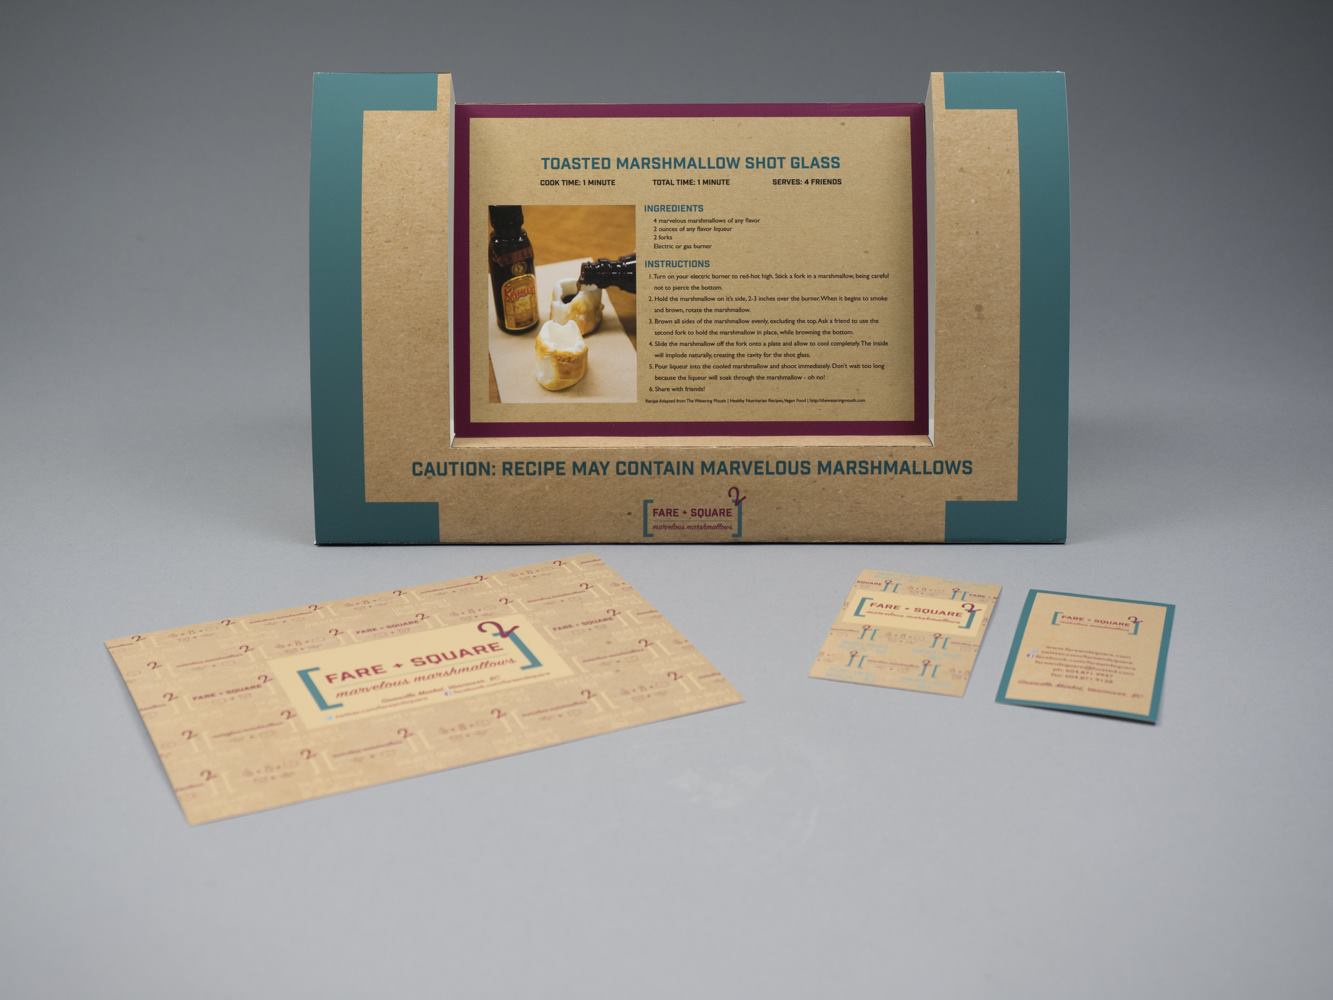 TOASTED MARSHMALLOW SHOT GLASS
COOK TIME: 1 MINUTE TOTAL TIME: 1 MINUTE SERVES: 4 FRIENDS
INGREDIENTS
4 marvelous marshmallows of any flavor
2 ounces of any flavor liqueur
2 forks
Electric or gas burner
INSTRUCTIONS
1. Turn on your electric burner to red-hot high. Stick a fork in a marshmallow, being careful
not to pierce the bottom.
2. Hold the marshmallow on it's side, 2-3 inches over the burner. When it begins to smoke
and brown, rotate the marshmallow.
3. Brown all sides of the marshmallow evenly, excluding the top. Ask a friend to use the
second fork to hold the marshmallow in place, while browning the bottom.
4. Slide the marshmallow off the fork onto a plate and allow to cool completely. The inside
will implode naturally, creating the cavity for the shot glass.
5. Pour liqueur into the cooled marshmallow and shoot immediately. Don't wait too long
because the liqueur will soak through the marshmallow - oh no!
6. Share with friends!
Recipe Adapted from The Watering Mouth | Healthy Nutritarian Recipes, Vegan Food | http://thewateringmouth.com
CAUTION: RECIPE MAY CONTAIN MARVELOUS MARSHMALLOWS
[FARE + SQUARE]2
marvelous marshmallows
[FARE + SQUARE]2
marvelous marshmallows
Granville Market, Vancouver, BC
[FARE + SQUARE]2
marvelous marshmallows
[FARE + SQUARE]2
marvelous marshmallows
Granville Market, Vancouver, BC